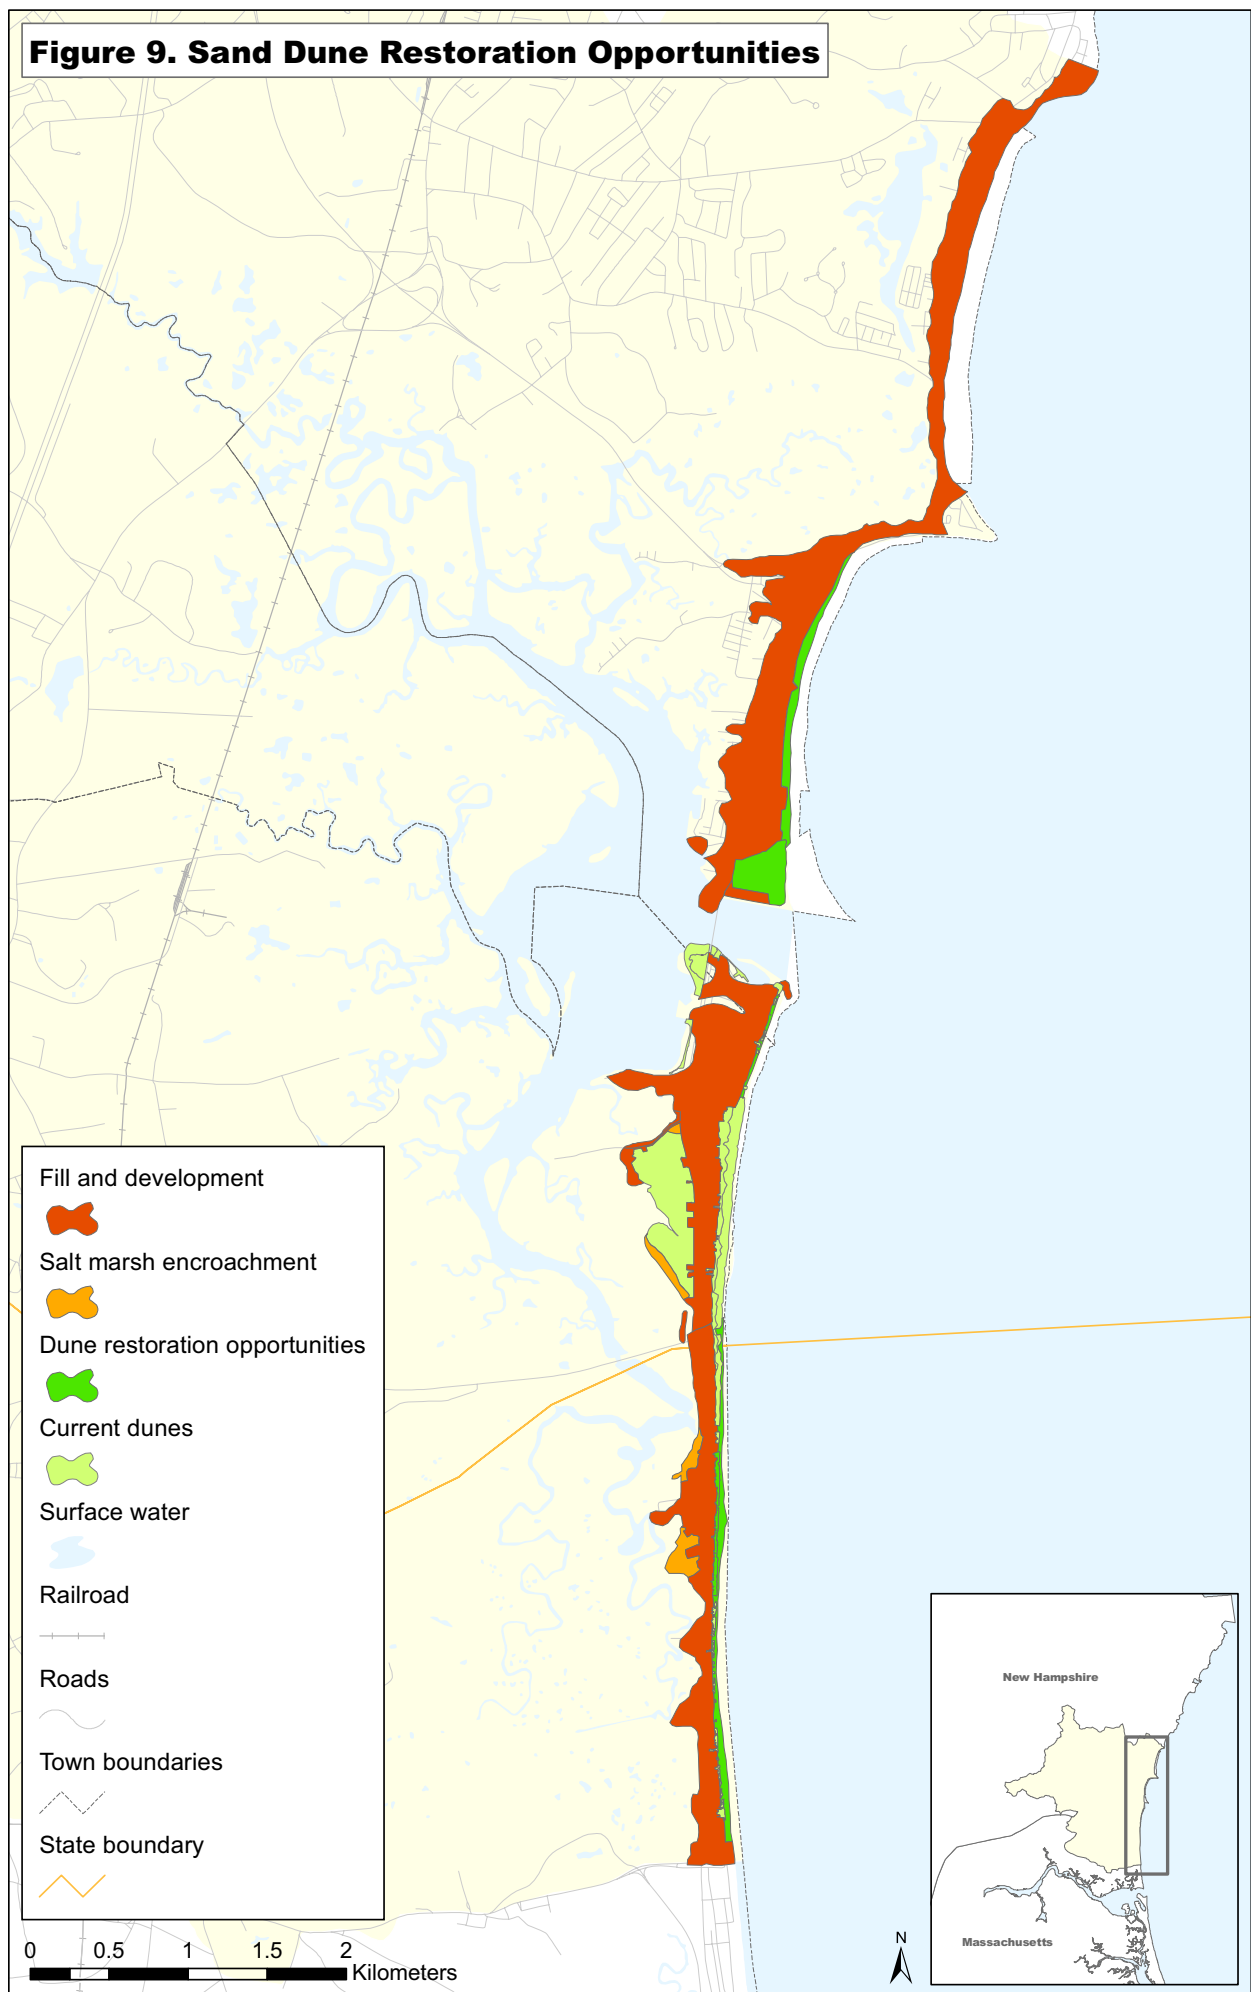 Figure 9. Sand Dune Restoration Opportunities
Fill and development
Salt marsh encroachment
Dune restoration opportunities
Current dunes
Surface water
Railroad
Roads
Town boundaries
State boundary
0 0.5 1 1.5 2
Kilometers
N
New Hampshire
Massachusetts